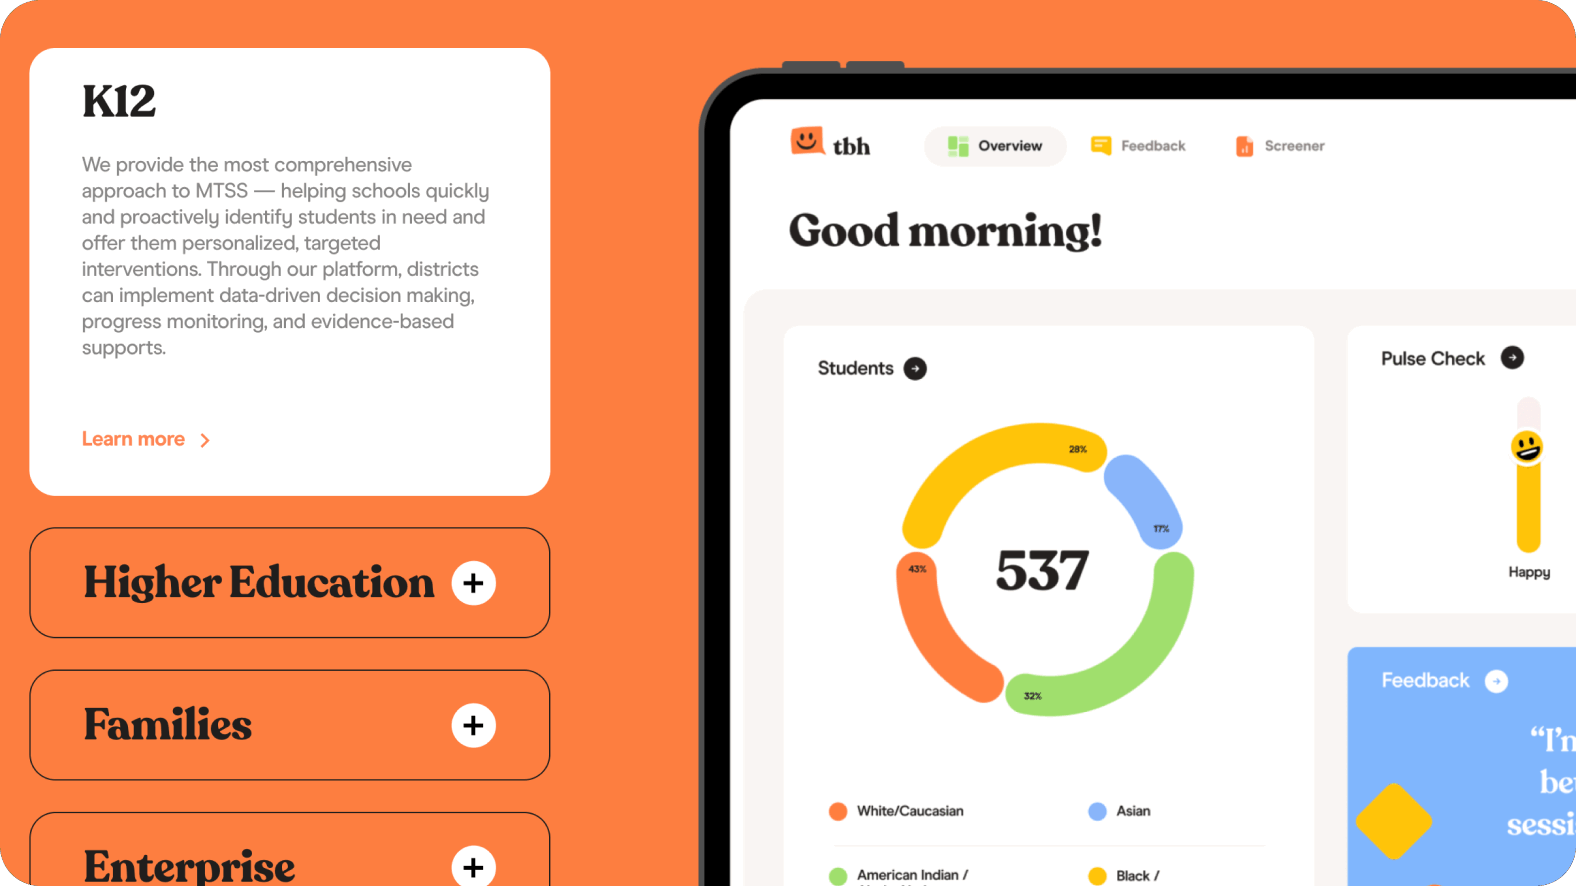 K12
We provide the most comprehensive
approach to MTSS — helping schools quickly
and proactively identify students in need and
offer them personalized, targeted
interventions. Through our platform, districts
can implement data-driven decision making,
progress monitoring, and evidence-based
supports.
Learn more
Higher Education
Families
Enterprise
tbh
Overview
Feedback
Screener
Good morning!
Students
28%
17%
43%
537
32%
White/Caucasian
Asian
American Indian /
Black /
Pulse Check
Happy
Feedback
“I’m